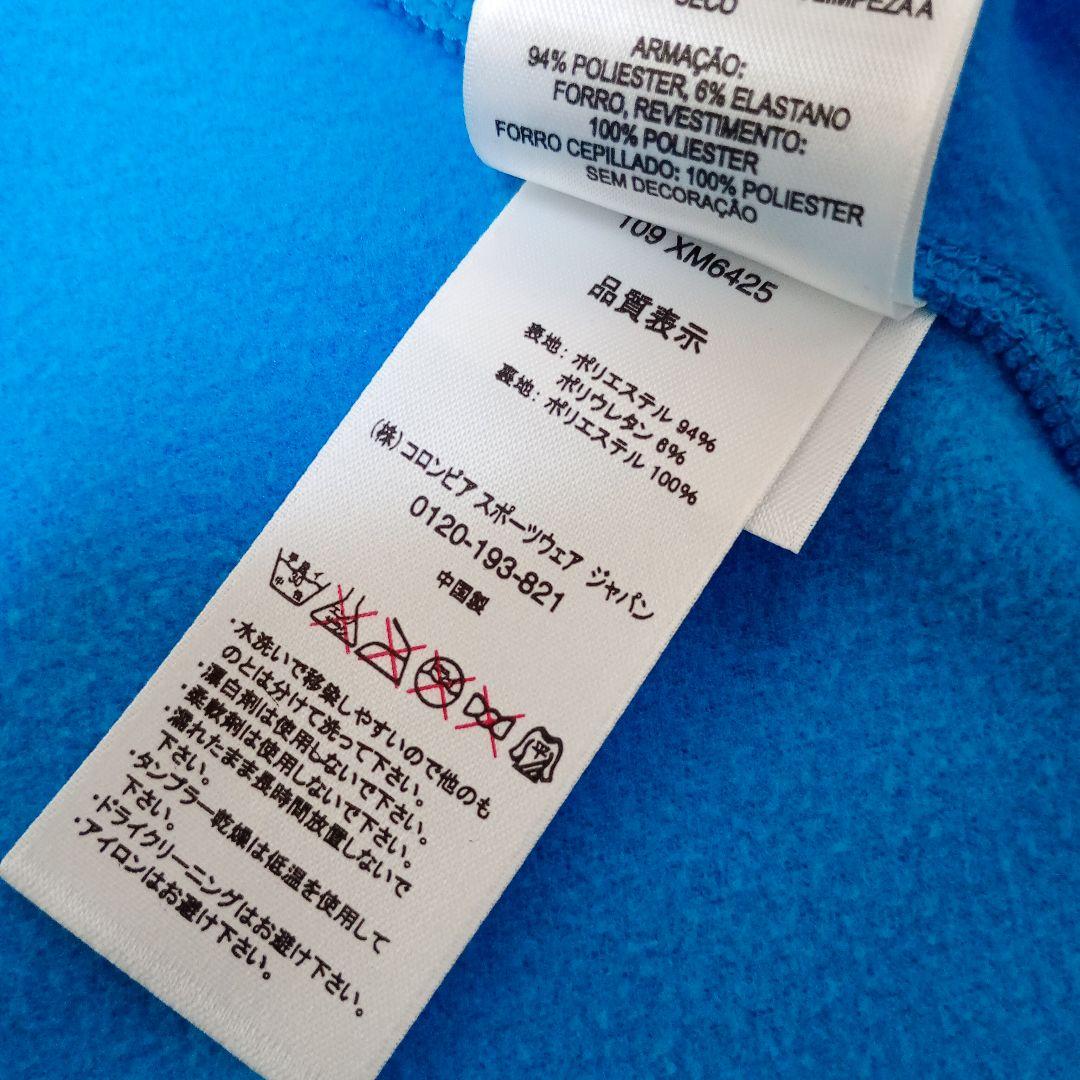 LIMPEZA A
SECO
ARMAÇÃO:
94% POLIESTER, 6% ELASTANO
FORRO, REVESTIMENTO:
100% POLIESTER
FORRO CEPILLADO: 100% POLIESTER
SEM DECORAÇÃO
109 XM6425
品質表示
表地: ポリエステル 94%
ポリウレタン 6%
裏地: ポリエステル 100%
(株)コロンビア スポーツウェア ジャパン
0120-193-821
中国製
手洗イ
30
中
平
・水洗いで移染しやすいので他のも
のとは分けて洗って下さい。
・漂白剤は使用しないで下さい。
・柔軟剤は使用しないで下さい。
・濡れたまま長時間放置しないで
下さい。
・タンブラー乾燥は低温を使用して
下さい。
・ドライクリーニングはお避け下さい。
・アイロンはお避け下さい。